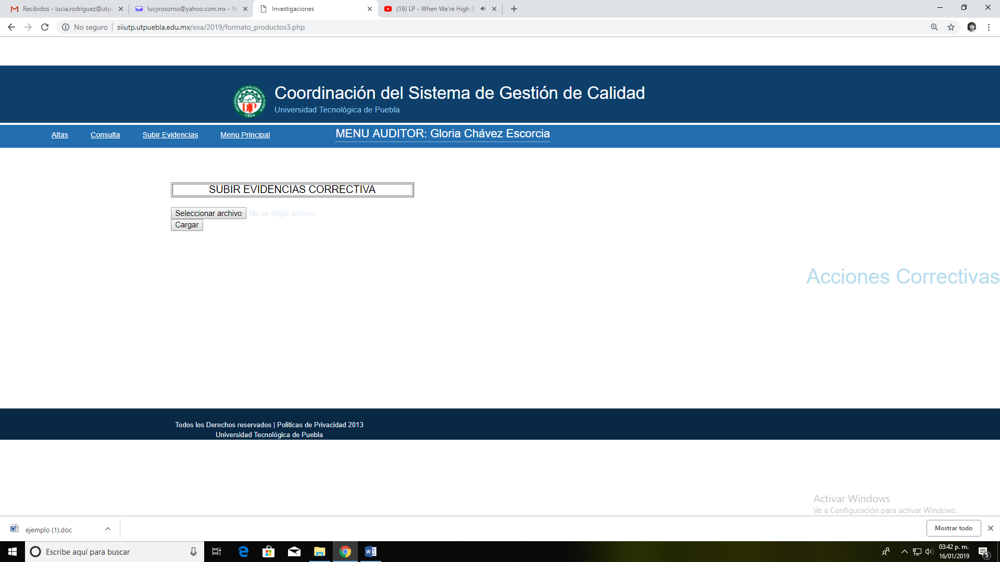 Recibidos - lucia.rodriguez@utpu
lucyrosorno@yahoo.com.mx - Ya
Investigaciones
(16) LP - When We're High [
No seguro | siiutp.utpuebla.edu.mx/exa/2019/formato_productos3.php
Coordinación del Sistema de Gestión de Calidad
Universidad Tecnológica de Puebla
Altas
Consulta
Subir Evidencias
Menu Principal
MENU AUDITOR: Gloria Chávez Escorcia
SUBIR EVIDENCIAS CORRECTIVA
Seleccionar archivo No se eligió archivo
Cargar
Acciones Correctivas
Todos los Derechos reservados | Politicas de Privacidad 2013
Universidad Tecnológica de Puebla
Activar Windows
Ve a Configuración para activar Windows.
ejemplo (1).doc
Mostrar todo
Escribe aquí para buscar
03:42 p. m.
16/01/2019
5